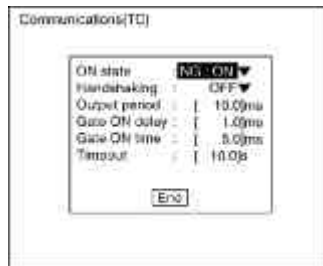 Communications(TC)
ON state : NG : ON ▼
Handshaking : OFF ▼
Output period : [ 10.0]ms
Gate ON delay : [ 1.0]ms
Gate ON time : [ 5.0]ms
Timeout : [ 10.0]s
End